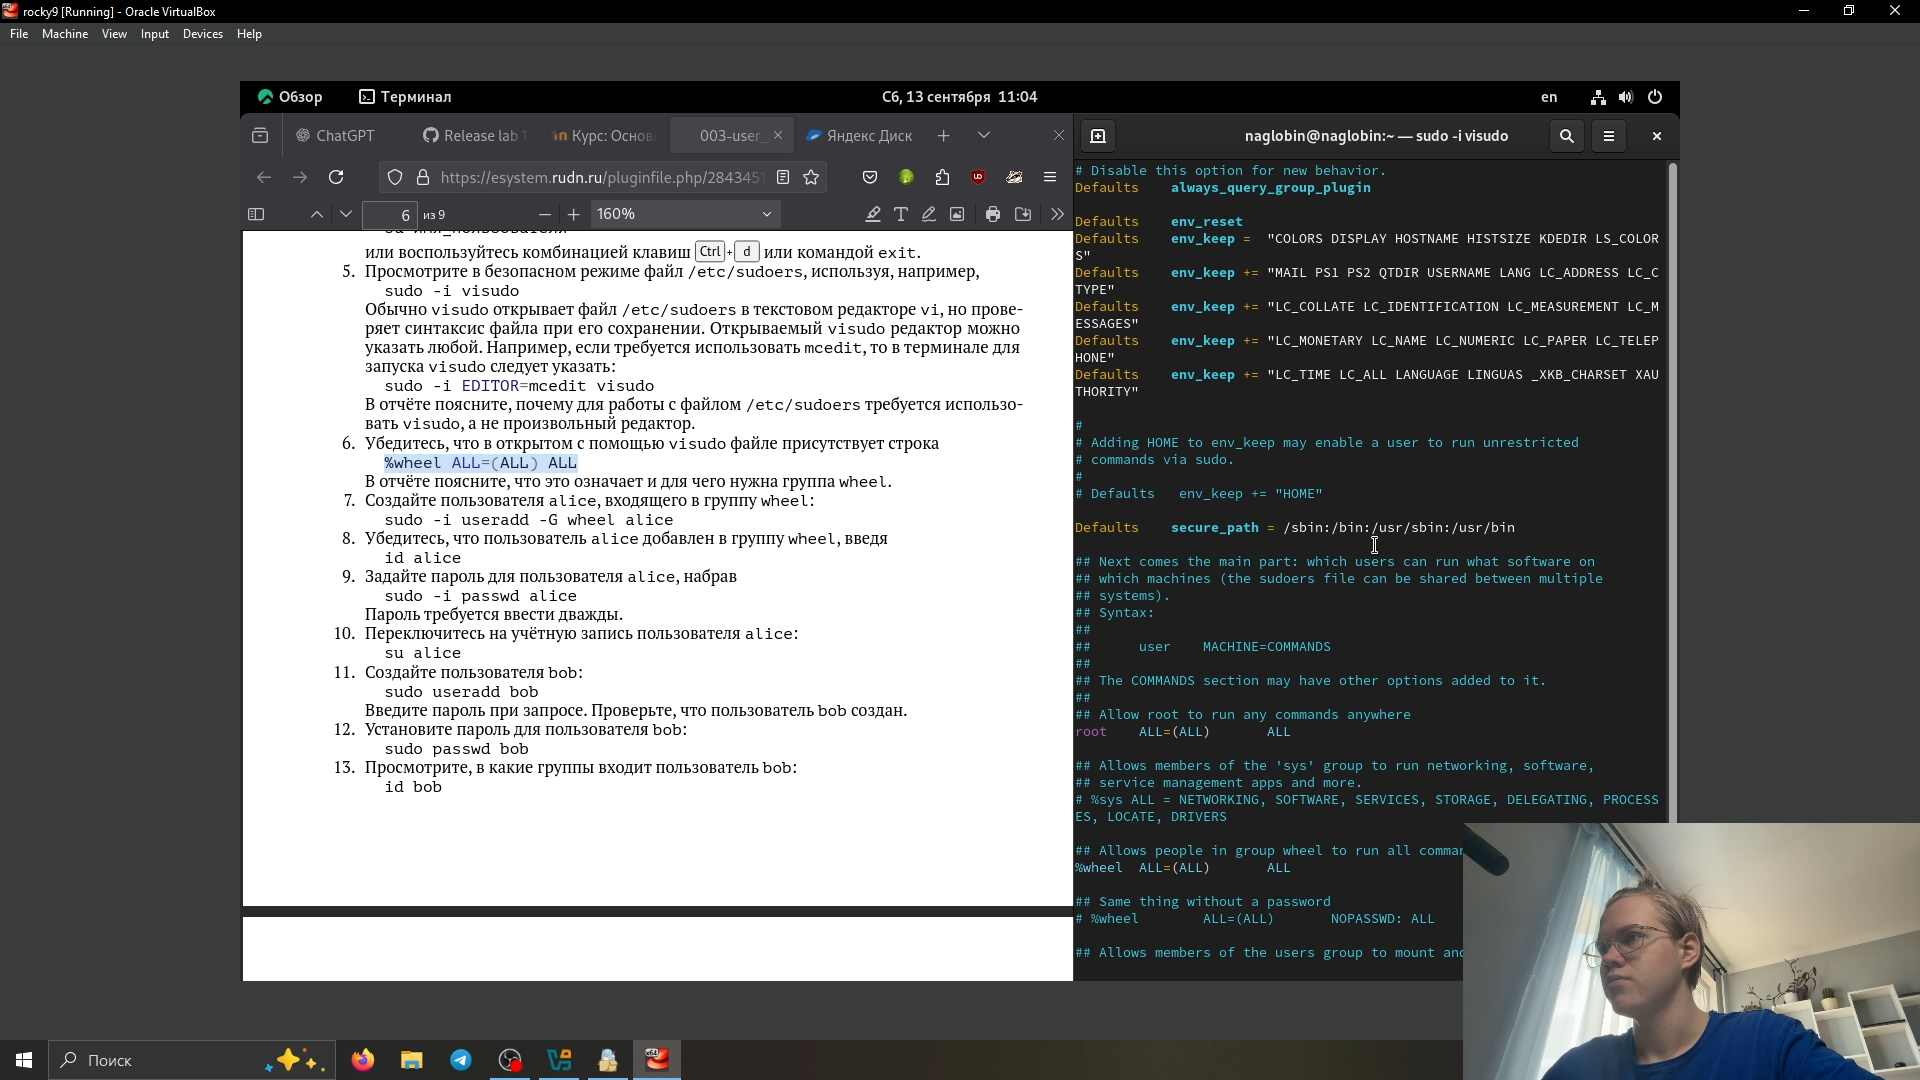 rocky9 [Running] - Oracle VirtualBox
File Machine View Input Devices Help
Обзор Терминал Сб, 13 сентября 11:04 en
ChatGPT Release lab 1 Курс: Основ 003-user_ Яндекс Диск
naglobin@naglobin:~ — sudo -i visudo
https://esystem.rudn.ru/pluginfile.php/2843451
6 из 9 160%
или воспользуйтесь комбинацией клавиш Ctrl + d или командой exit.
5. Просмотрите в безопасном режиме файл /etc/sudoers, используя, например,
sudo -i visudo
Обычно visudo открывает файл /etc/sudoers в текстовом редакторе vi, но прове-
ряет синтаксис файла при его сохранении. Открываемый visudo редактор можно
указать любой. Например, если требуется использовать mcedit, то в терминале для
запуска visudo следует указать:
sudo -i EDITOR=mcedit visudo
В отчёте поясните, почему для работы с файлом /etc/sudoers требуется использо-
вать visudo, а не произвольный редактор.
6. Убедитесь, что в открытом с помощью visudo файле присутствует строка
%wheel ALL=(ALL) ALL
В отчёте поясните, что это означает и для чего нужна группа wheel.
7. Создайте пользователя alice, входящего в группу wheel:
sudo -i useradd -G wheel alice
8. Убедитесь, что пользователь alice добавлен в группу wheel, введя
id alice
9. Задайте пароль для пользователя alice, набрав
sudo -i passwd alice
Пароль требуется ввести дважды.
10. Переключитесь на учётную запись пользователя alice:
su alice
11. Создайте пользователя bob:
sudo useradd bob
Введите пароль при запросе. Проверьте, что пользователь bob создан.
12. Установите пароль для пользователя bob:
sudo passwd bob
13. Просмотрите, в какие группы входит пользователь bob:
id bob
# Disable this option for new behavior.
Defaults    always_query_group_plugin
Defaults    env_reset
Defaults    env_keep =  "COLORS DISPLAY HOSTNAME HISTSIZE KDEDIR LS_COLOR
S"
Defaults    env_keep += "MAIL PS1 PS2 QTDIR USERNAME LANG LC_ADDRESS LC_C
TYPE"
Defaults    env_keep += "LC_COLLATE LC_IDENTIFICATION LC_MEASUREMENT LC_M
ESSAGES"
Defaults    env_keep += "LC_MONETARY LC_NAME LC_NUMERIC LC_PAPER LC_TELEP
HONE"
Defaults    env_keep += "LC_TIME LC_ALL LANGUAGE LINGUAS _XKB_CHARSET XAU
THORITY"
#
# Adding HOME to env_keep may enable a user to run unrestricted
# commands via sudo.
#
# Defaults   env_keep += "HOME"
Defaults    secure_path = /sbin:/bin:/usr/sbin:/usr/bin
## Next comes the main part: which users can run what software on
## which machines (the sudoers file can be shared between multiple
## systems).
## Syntax:
##
##      user    MACHINE=COMMANDS
##
## The COMMANDS section may have other options added to it.
##
## Allow root to run any commands anywhere
root    ALL=(ALL)       ALL
## Allows members of the 'sys' group to run networking, software,
## service management apps and more.
# %sys ALL = NETWORKING, SOFTWARE, SERVICES, STORAGE, DELEGATING, PROCESS
ES, LOCATE, DRIVERS
## Allows people in group wheel to run all comman
%wheel  ALL=(ALL)       ALL
## Same thing without a password
# %wheel        ALL=(ALL)       NOPASSWD: ALL
## Allows members of the users group to mount and
Поиск